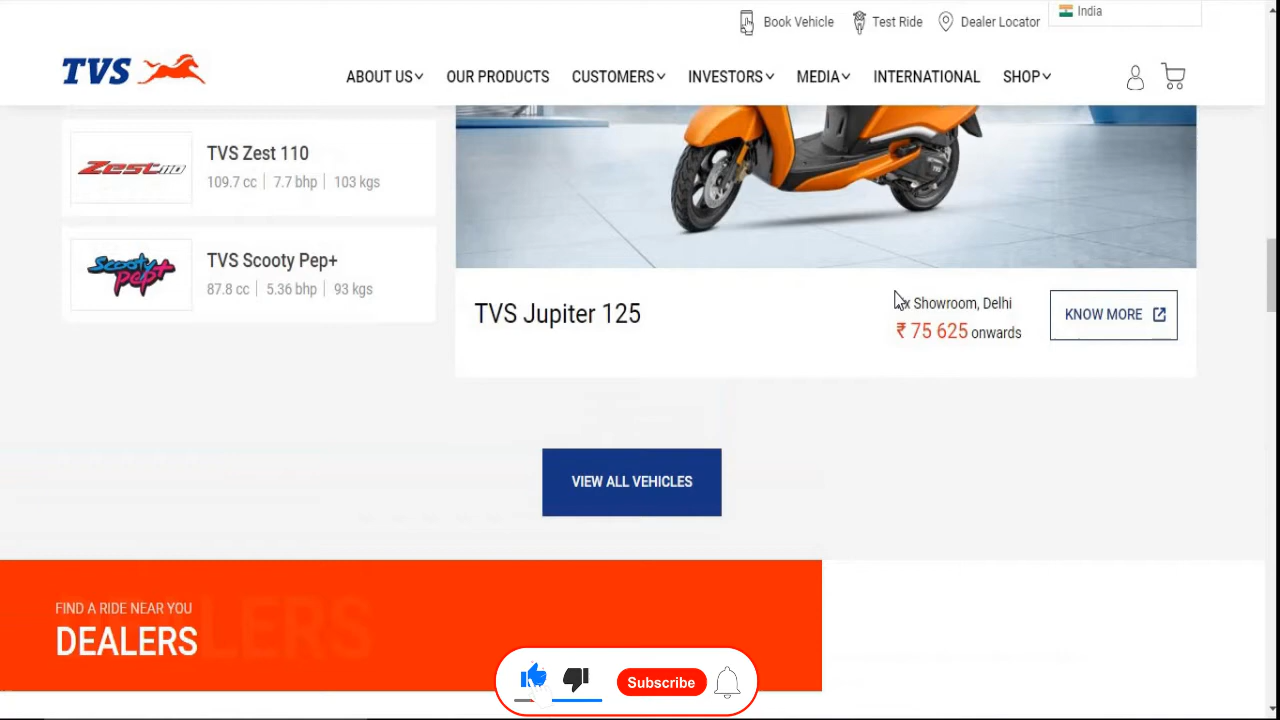 Book Vehicle
Test Ride
Dealer Locator
India
TVS
ABOUT US
OUR PRODUCTS
CUSTOMERS
INVESTORS
MEDIA
INTERNATIONAL
SHOP
Zest 110
TVS Zest 110
109.7 cc | 7.7 bhp | 103 kgs
Scooty Pep+
TVS Scooty Pep+
87.8 cc | 5.36 bhp | 93 kgs
TVS Jupiter 125
x Showroom, Delhi
₹ 75 625 onwards
KNOW MORE
VIEW ALL VEHICLES
FIND A RIDE NEAR YOU
DEALERS
Subscribe